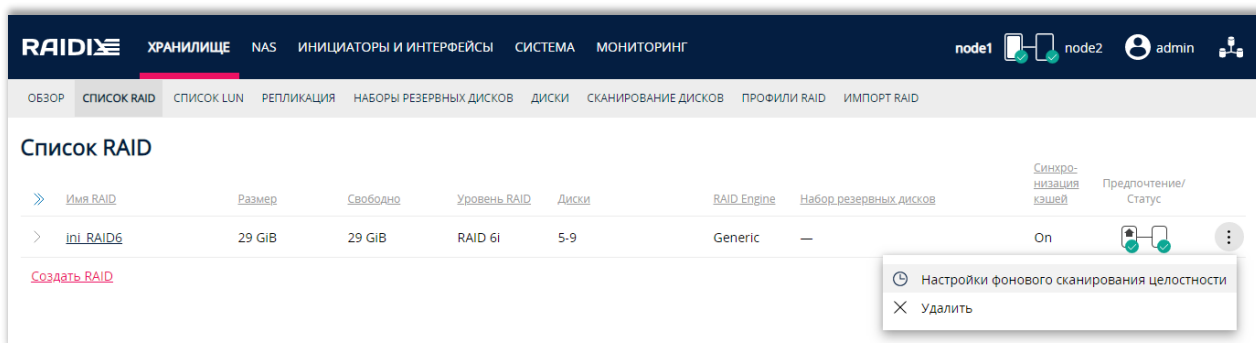 RAIDIX ХРАНИЛИЩЕ NAS ИНИЦИАТОРЫ И ИНТЕРФЕЙСЫ СИСТЕМА МОНИТОРИНГ node1 node2 admin
ОБЗОР СПИСОК RAID СПИСОК LUN РЕПЛИКАЦИЯ НАБОРЫ РЕЗЕРВНЫХ ДИСКОВ ДИСКИ СКАНИРОВАНИЕ ДИСКОВ ПРОФИЛИ RAID ИМПОРТ RAID
Список RAID
Имя RAID Размер Свободно Уровень RAID Диски RAID Engine Набор резервных дисков Синхро-
низация
кэшей Предпочтение/
Статус
ini_RAID6 29 GiB 29 GiB RAID 6i 5-9 Generic — On
Создать RAID
Настройки фонового сканирования целостности
Удалить